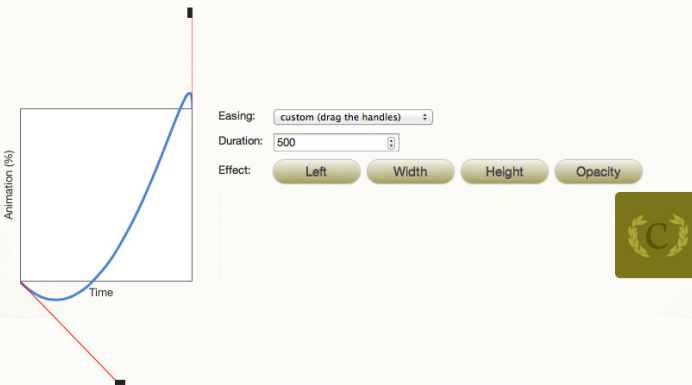 Easing:
custom (drag the handles)
Duration:
500
Effect:
Left
Width
Height
Opacity
Animation (%)
Time
C